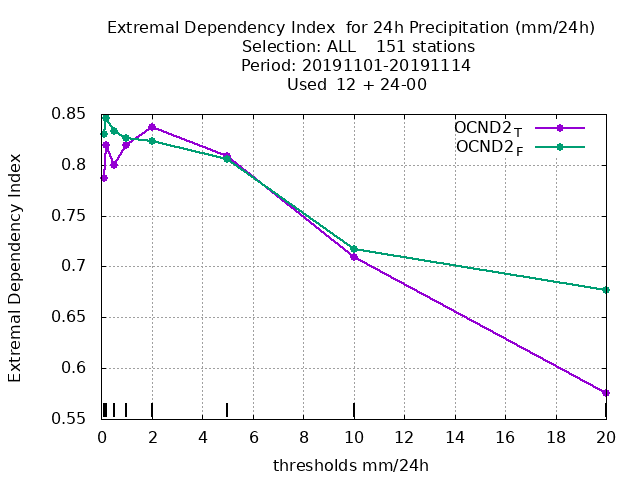 Extremal Dependency Index  for 24h Precipitation (mm/24h)
Selection: ALL    151 stations
Period: 20191101-20191114
Used  12 + 24-00
OCND2T
OCND2F
0.85
0.8
0.75
0.7
0.65
0.6
0.55
Extremal Dependency Index
0 2 4 6 8 10 12 14 16 18 20
thresholds mm/24h